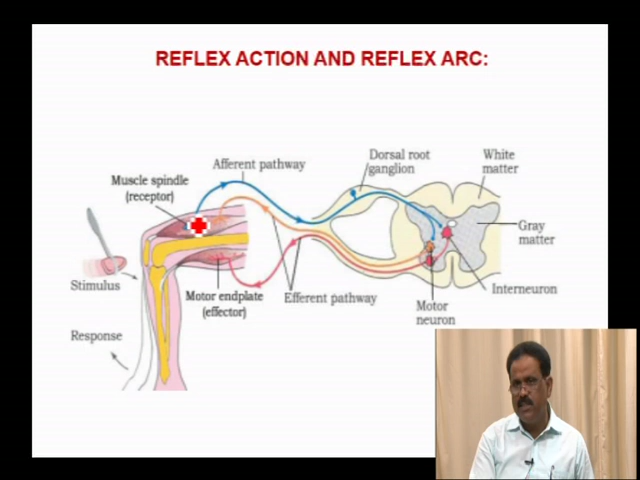 REFLEX ACTION AND REFLEX ARC:
Dorsal root
ganglion
White
matter
Afferent pathway
Muscle spindle
(receptor)
Gray
matter
Stimulus
Motor endplate
(effector)
Efferent pathway
Interneuron
Motor
neuron
Response